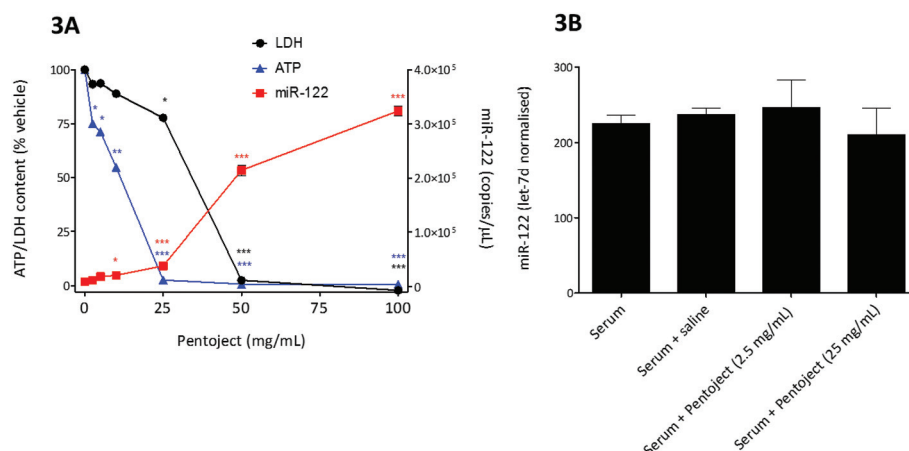 3A
LDH
ATP
miR-122
ATP/LDH content (% vehicle)
100
75
50
25
0
4.0×10⁵
3.0×10⁵
2.0×10⁵
1.0×10⁵
0
miR-122
(copies/µL)
*
*
*
**
*
***
***
*
***
***
***
***
***
***
0
25
50
75
100
Pentoject (mg/mL)
3B
miR-122 (let-7d normalised)
300
200
100
0
Serum
Serum + saline
Serum + Pentoject (2.5 mg/mL)
Serum + Pentoject (25 mg/mL)